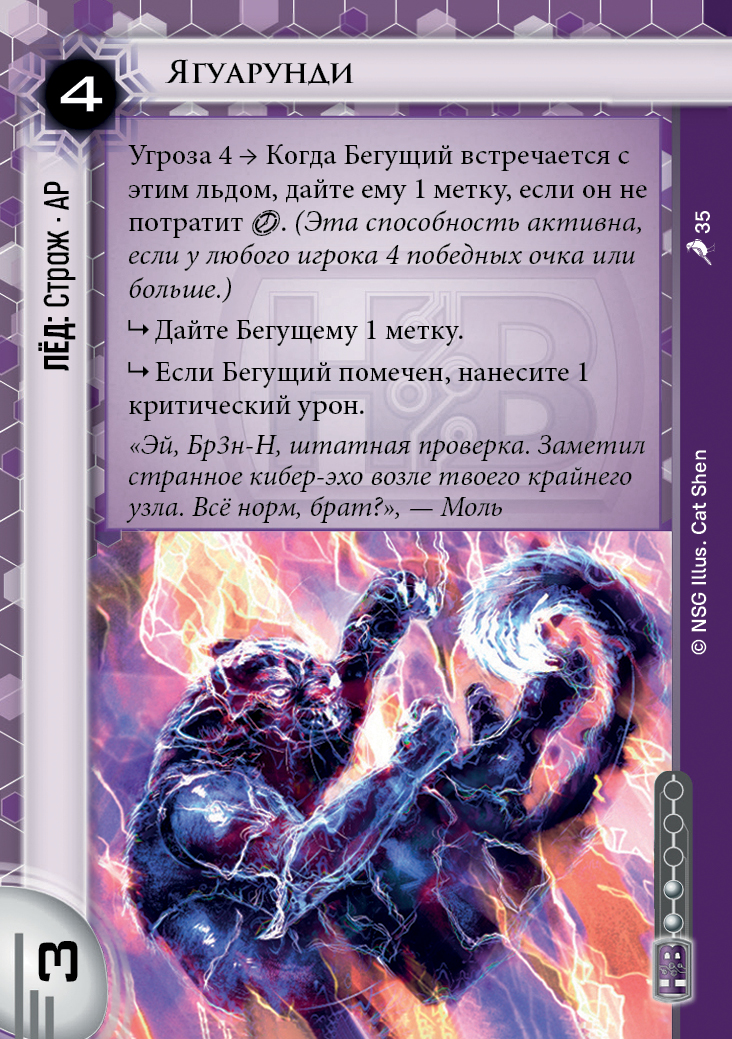 4
Ягуарунди
ЛЁД: Страж · АР
Угроза 4 → Когда Бегущий встречается с
этим льдом, дайте ему 1 метку, если он не
потратит . (Эта способность активна,
если у любого игрока 4 победных очка или
больше.)
↳ Дайте Бегущему 1 метку.
↳ Если Бегущий помечен, нанесите 1
критический урон.
«Эй, Бр3н-Н, штатная проверка. Заметил
странное кибер-эхо возле твоего крайнего
узла. Всё норм, брат?», — Моль
35
© NSG Illus. Cat Shen
3
HB